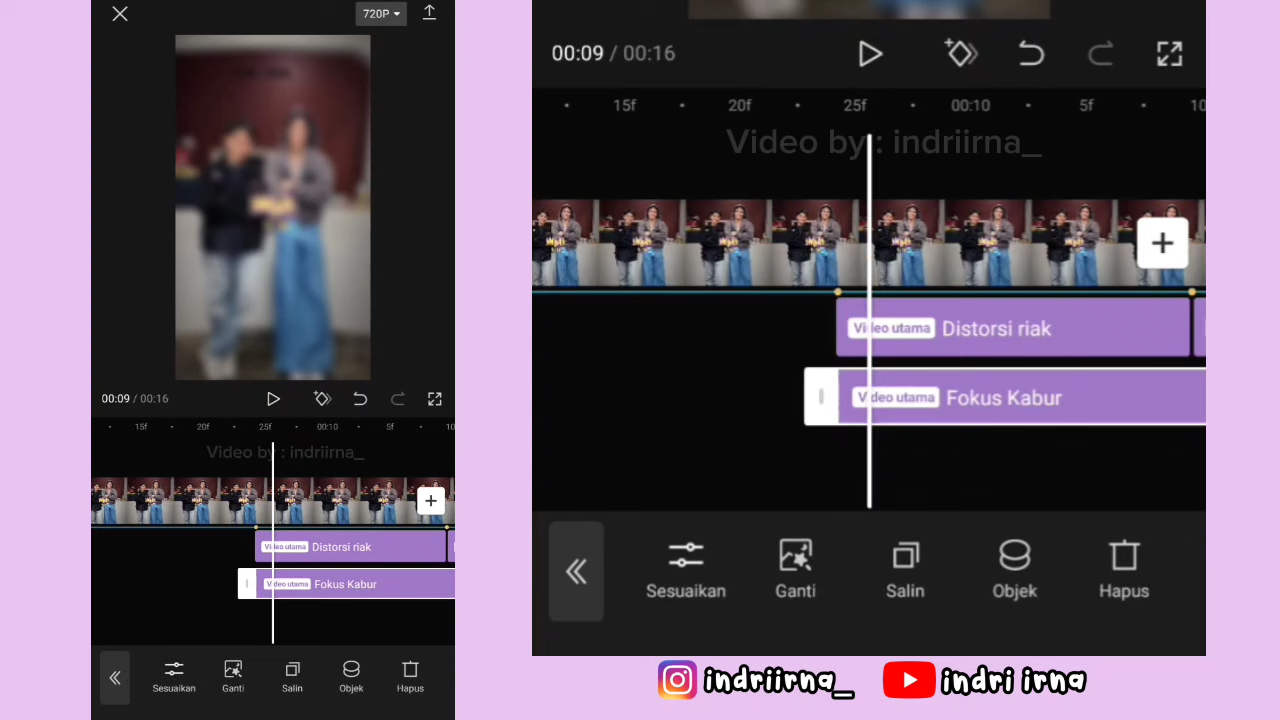 720P
00:09 / 00:16
15f 20f 25f 00:10 5f 10
Video by : indriirna_
Video utama Distorsi riak
Video utama Fokus Kabur
Sesuaikan Ganti Salin Objek Hapus
00:09 / 00:16
15f 20f 25f 00:10 5f 10
Video by : indriirna_
Video utama Distorsi riak
Video utama Fokus Kabur
Sesuaikan Ganti Salin Objek Hapus
indriirna_ indri irna